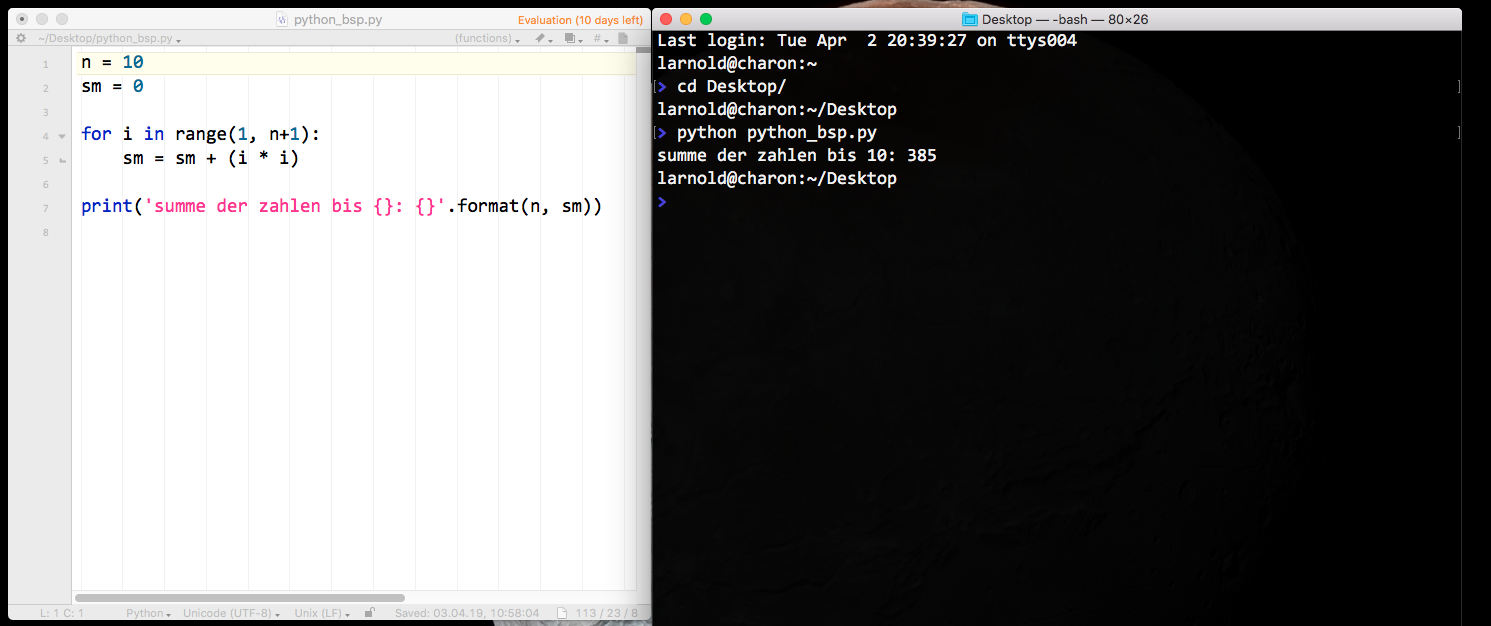 python_bsp.py
Evaluation (10 days left)
~/Desktop/python_bsp.py
(functions)
#
1 n = 10
2 sm = 0
3
4 for i in range(1, n+1):
5 sm = sm + (i * i)
6
7 print('summe der zahlen bis {}: {}'.format(n, sm))
8
L: 1 C: 1 Python Unicode (UTF-8) Unix (LF) Saved: 03.04.19, 10:58:04 113 / 23 / 8
Desktop — -bash — 80×26
Last login: Tue Apr  2 20:39:27 on ttys004
larnold@charon:~
[> cd Desktop/ ]
larnold@charon:~/Desktop
[> python python_bsp.py ]
summe der zahlen bis 10: 385
larnold@charon:~/Desktop
>